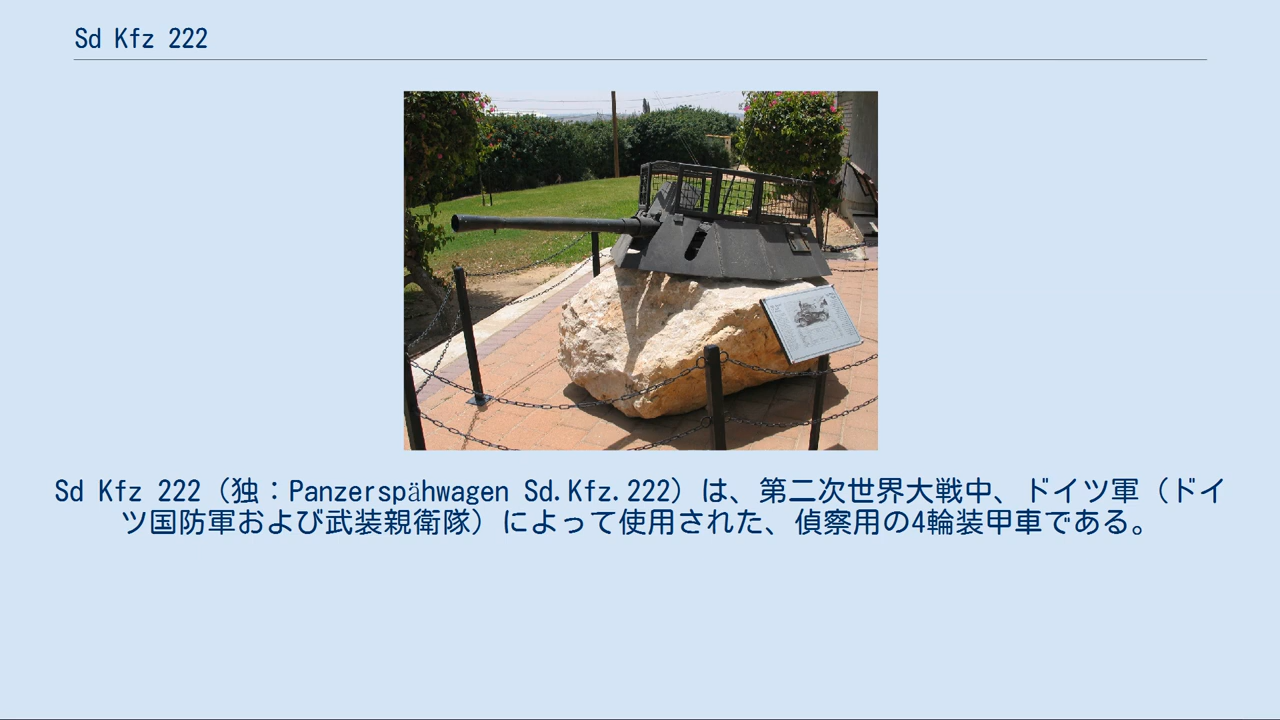 Sd Kfz 222
Sd Kfz 222（独：Panzerspähwagen Sd.Kfz.222）は、第二次世界大戦中、ドイツ軍（ドイ
ツ国防軍および武装親衛隊）によって使用された、偵察用の4輪装甲車である。